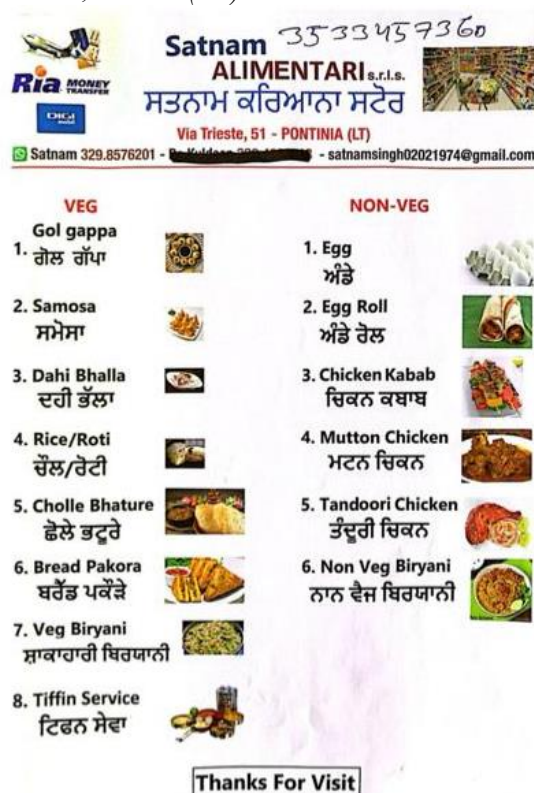 3533457360
Satnam
ALIMENTARI s.r.l.s.
ਸਤਨਾਮ ਕਰਿਆਨਾ ਸਟੋਰ
Ria MONEY TRANSFER
DIGI mobil
Via Trieste, 51 - PONTINIA (LT)
Satnam 329.8576201 - - satnamsingh02021974@gmail.com
VEG
1. Gol gappa
ਗੋਲ ਗੱਪਾ
2. Samosa
ਸਮੋਸਾ
3. Dahi Bhalla
ਦਹੀ ਭੱਲਾ
4. Rice/Roti
ਚੌਲ/ਰੋਟੀ
5. Cholle Bhature
ਛੋਲੇ ਭਟੂਰੇ
6. Bread Pakora
ਬਰੈੱਡ ਪਕੌੜੇ
7. Veg Biryani
ਸ਼ਾਕਾਹਾਰੀ ਬਿਰਯਾਨੀ
8. Tiffin Service
ਟਿਫਨ ਸੇਵਾ
NON-VEG
1. Egg
ਅੰਡੇ
2. Egg Roll
ਅੰਡੇ ਰੋਲ
3. Chicken Kabab
ਚਿਕਨ ਕਬਾਬ
4. Mutton Chicken
ਮਟਨ ਚਿਕਨ
5. Tandoori Chicken
ਤੰਦੂਰੀ ਚਿਕਨ
6. Non Veg Biryani
ਨਾਨ ਵੈਜ ਬਿਰਯਾਨੀ
Thanks For Visit